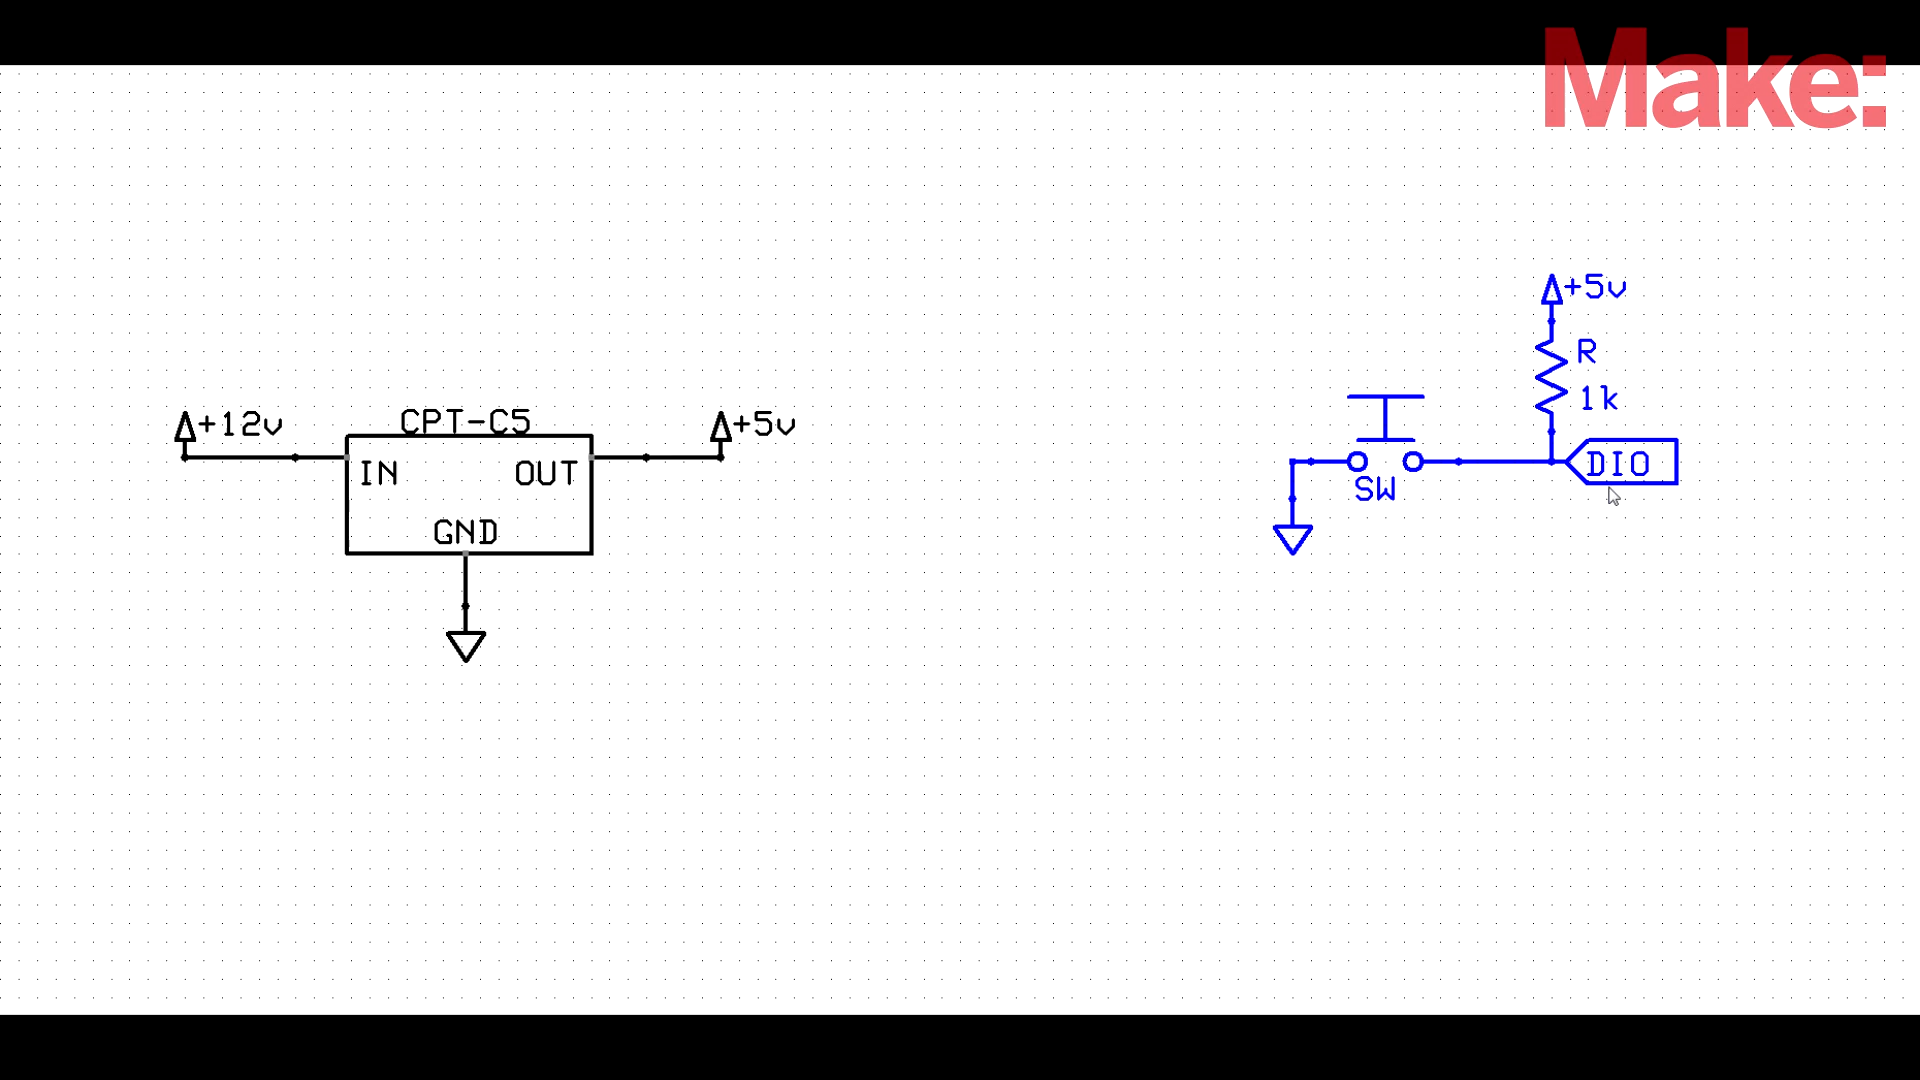 Make:
+12v
CPT-C5
+5v
IN
OUT
GND
+5v
R
1k
DIO
SW